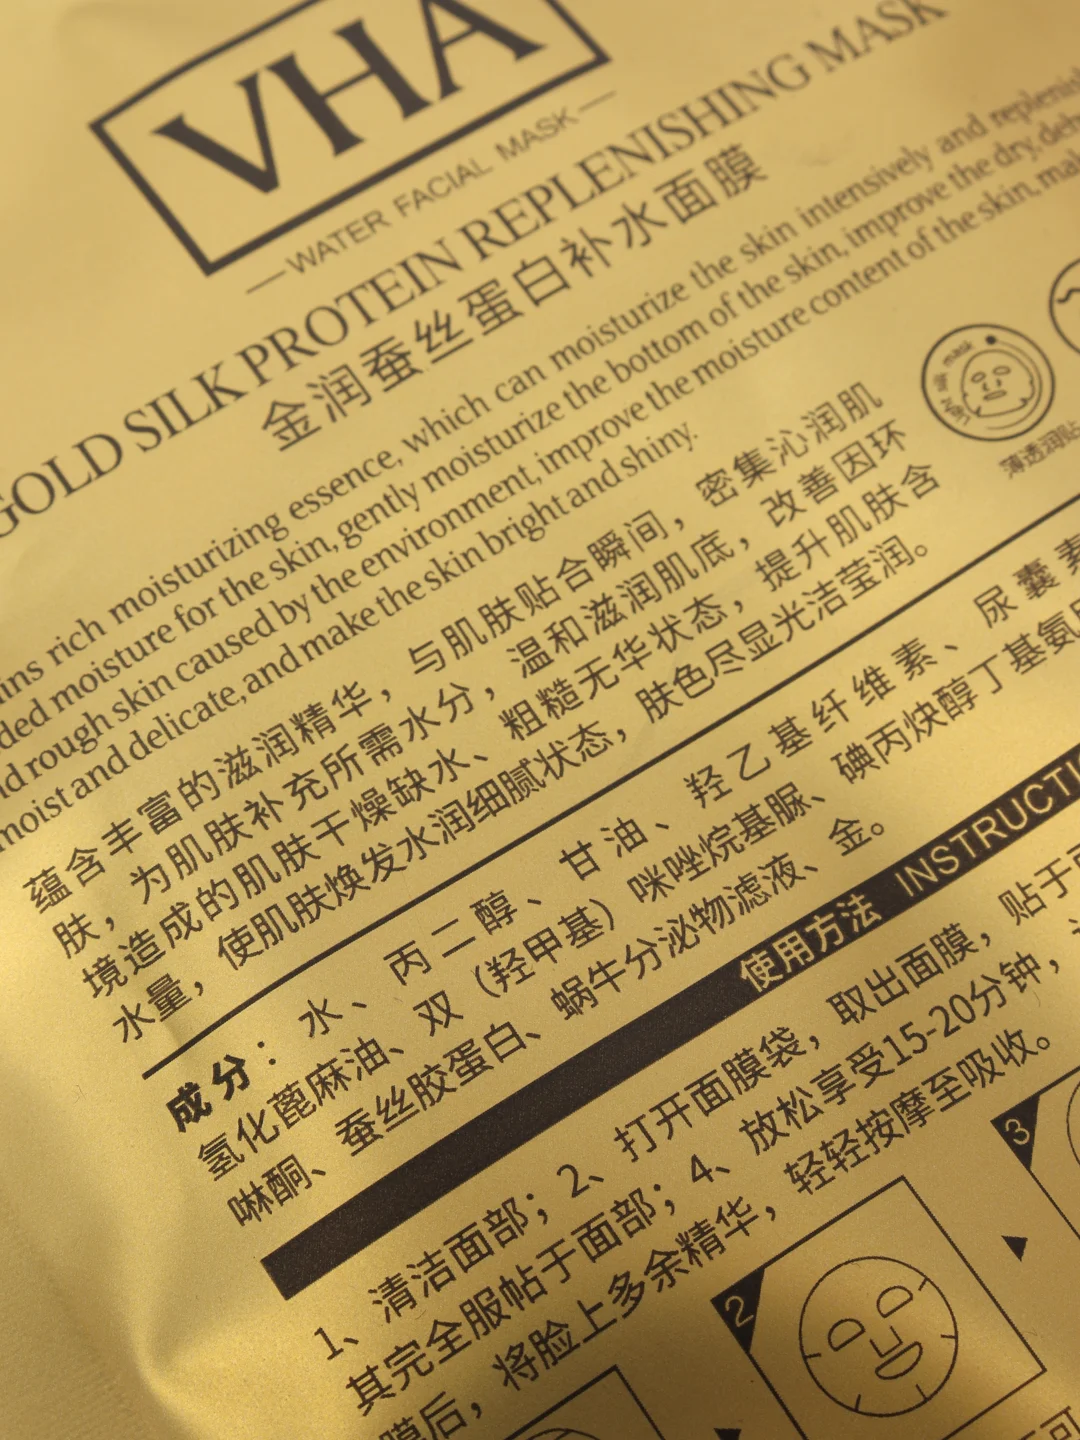 VHA
WATER FACIAL MASK
GOLD SILK PROTEIN REPLENISHING MASK
金润蚕丝蛋白补水面膜
rich moisturizing essence, which can moisturize the skin intensively and
moisture for the skin, gently moisturize the bottom of the skin, improve the dry,
rough skin caused by the environment, improve the moisture content of the skin,
moist and delicate, and make the skin bright and shiny.
蕴含丰富的滋润精华，与肌肤贴合瞬间，密集沁润肌
肤，为肌肤补充所需水分，温和滋润肌底，改善因环
境造成的肌肤干燥缺水、粗糙无华状态，提升肌肤含
水量，使肌肤焕发水润细腻状态，肤色尽显光洁莹润。
mask
薄透润贴
成分：水、丙二醇、甘油、羟乙基纤维素、尿囊素
氢化蓖麻油、双（羟甲基）咪唑烷基脲、碘丙炔醇丁基氨
啉酮、蚕丝胶蛋白、蜗牛分泌物滤液、金。
使用方法 INSTRUCTIO
1、清洁面部；2、打开面膜袋，取出面膜，贴于
其完全服帖于面部；4、放松享受15-20分钟，
膜后，将脸上多余精华，轻轻按摩至吸收。
2
3